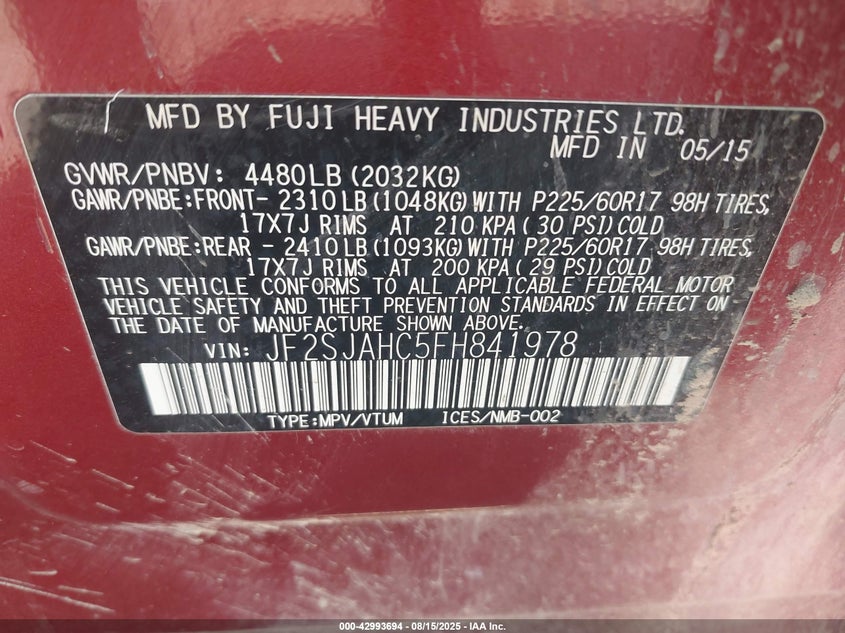 MFD BY FUJI HEAVY INDUSTRIES LTD.
MFD IN 05/15
GVWR/PNBV: 4480LB(2032KG)
GAWR/PNBE:FRONT- 2310LB(1048KG)WITH P225/60R17 98H TIRES,
17X7J RIMS AT 210 KPA(30 PSI)COLD
GAWR/PNBE:REAR - 2410LB(1093KG)WITH P225/60R17 98H TIRES,
17X7J RIMS AT 200 KPA(29 PSI)COLD
THIS VEHICLE CONFORMS TO ALL APPLICABLE FEDERAL MOTOR
VEHICLE SAFETY AND THEFT PREVENTION STANDARDS IN EFFECT ON
THE DATE OF MANUFACTURE SHOWN ABOVE.
VIN: JF2SJAHC5FH841978
TYPE:MPV/VTUM ICES/NMB-002
000-42993694 - 08/15/2025 - IAA Inc.